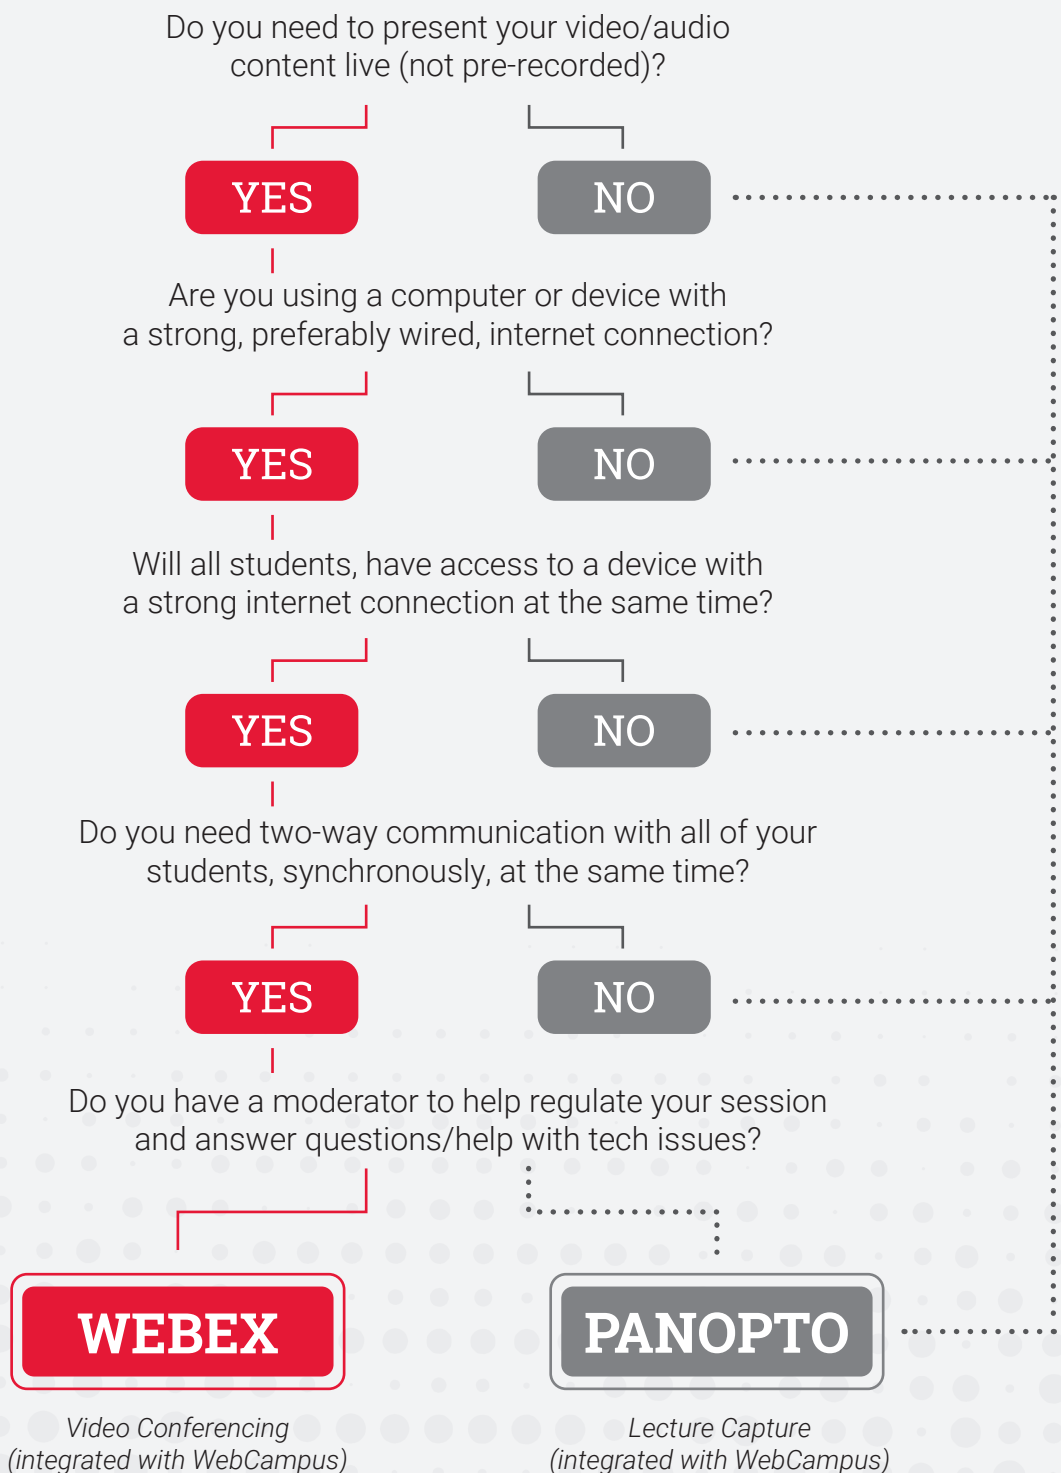 Do you need to present your video/audio
content live (not pre-recorded)?
YES
NO
Are you using a computer or device with
a strong, preferably wired, internet connection?
YES
NO
Will all students, have access to a device with
a strong internet connection at the same time?
YES
NO
Do you need two-way communication with all of your
students, synchronously, at the same time?
YES
NO
Do you have a moderator to help regulate your session
and answer questions/help with tech issues?
WEBEX
PANOPTO
Video Conferencing
(integrated with WebCampus)
Lecture Capture
(integrated with WebCampus)